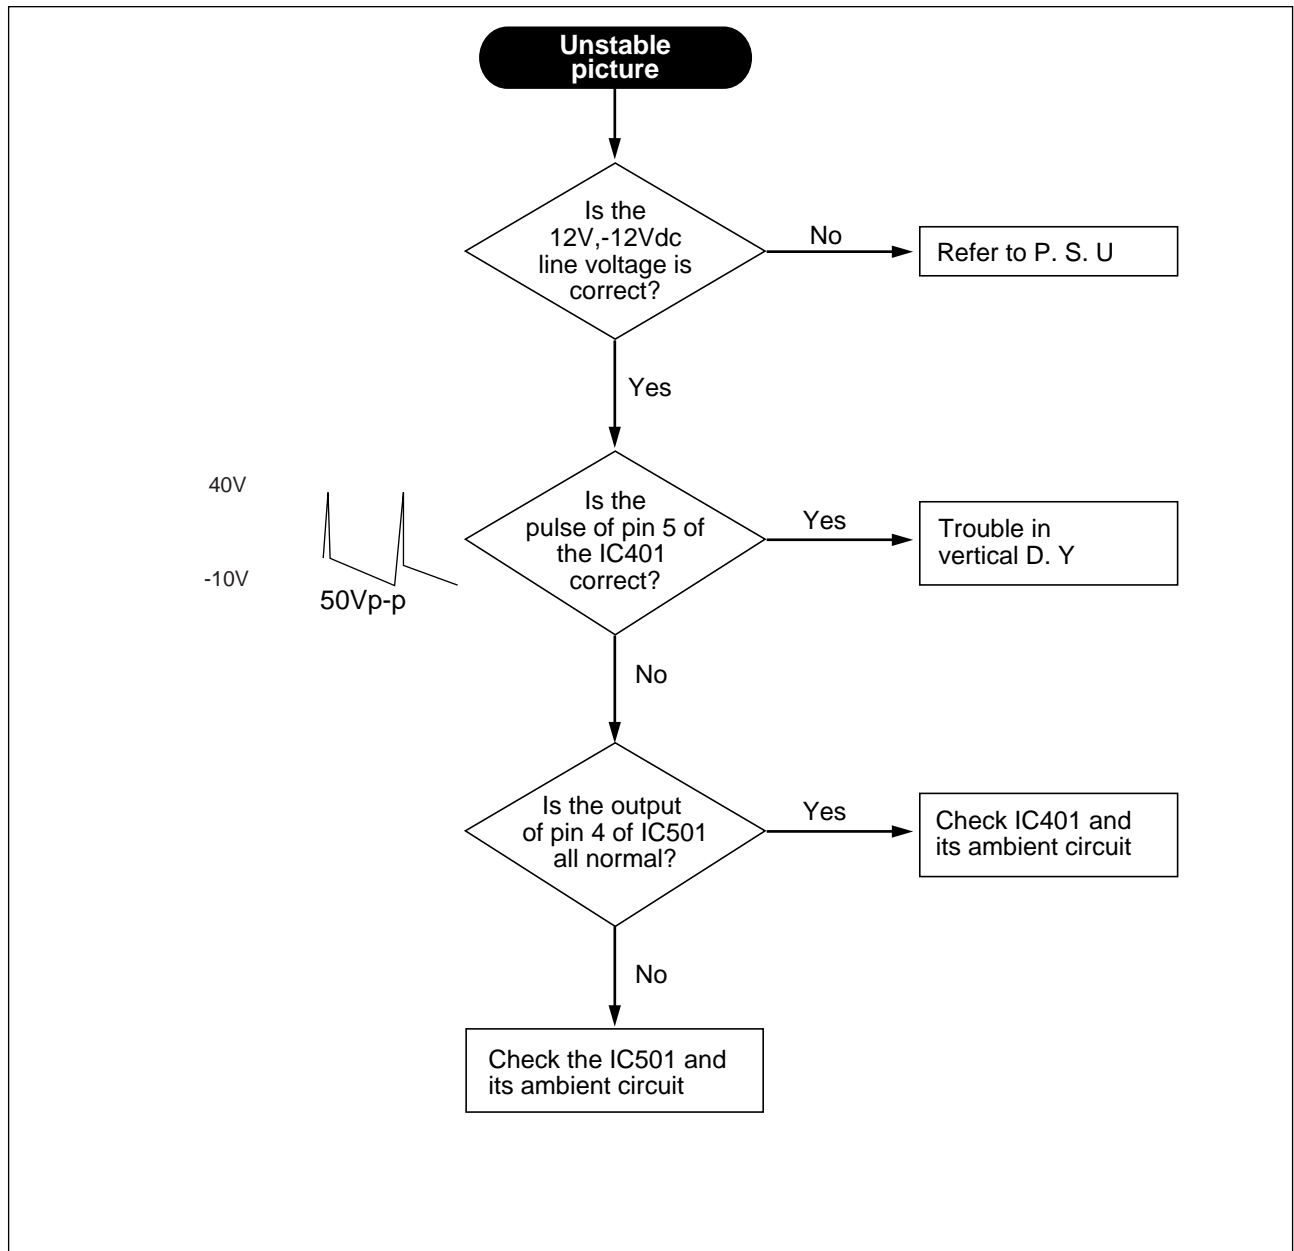 Unstable
picture
Is the
12V,-12Vdc
line voltage is
correct?
No
Refer to P. S. U
Yes
40V
-10V
50Vp-p
Is the
pulse of pin 5 of
the IC401
correct?
Yes
Trouble in
vertical D. Y
No
Is the output
of pin 4 of IC501
all normal?
Yes
Check IC401 and
its ambient circuit
No
Check the IC501 and
its ambient circuit